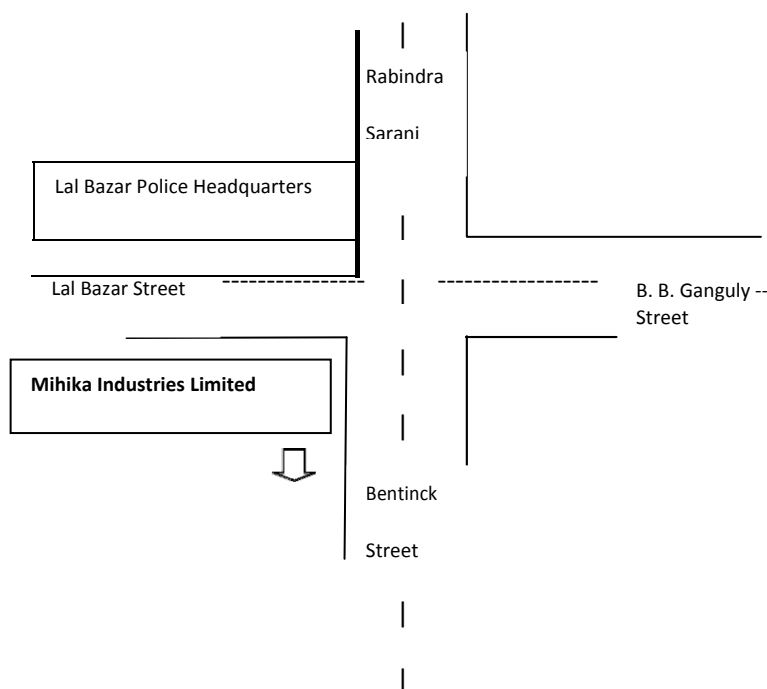 Rabindra
Sarani
Lal Bazar Police Headquarters
Lal Bazar Street
B. B. Ganguly --
Street
Mihika Industries Limited
Bentinck
Street